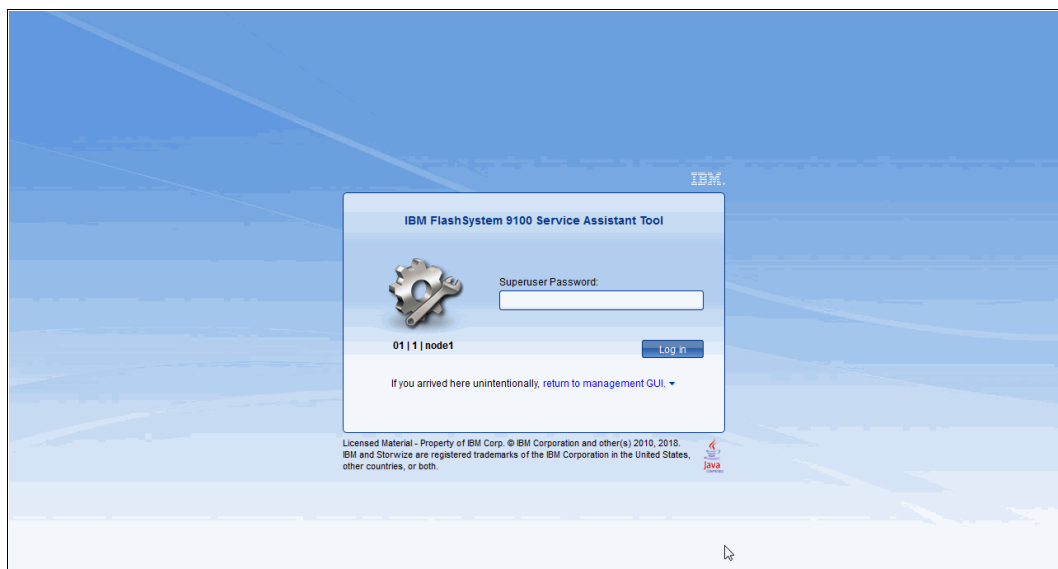 IBM.
IBM FlashSystem 9100 Service Assistant Tool
Superuser Password:
01 | 1 | node1
Log in
If you arrived here unintentionally, return to management GUI.
Licensed Material - Property of IBM Corp. © IBM Corporation and other(s) 2010, 2018.
IBM and Storwize are registered trademarks of the IBM Corporation in the United States,
other countries, or both.
Java